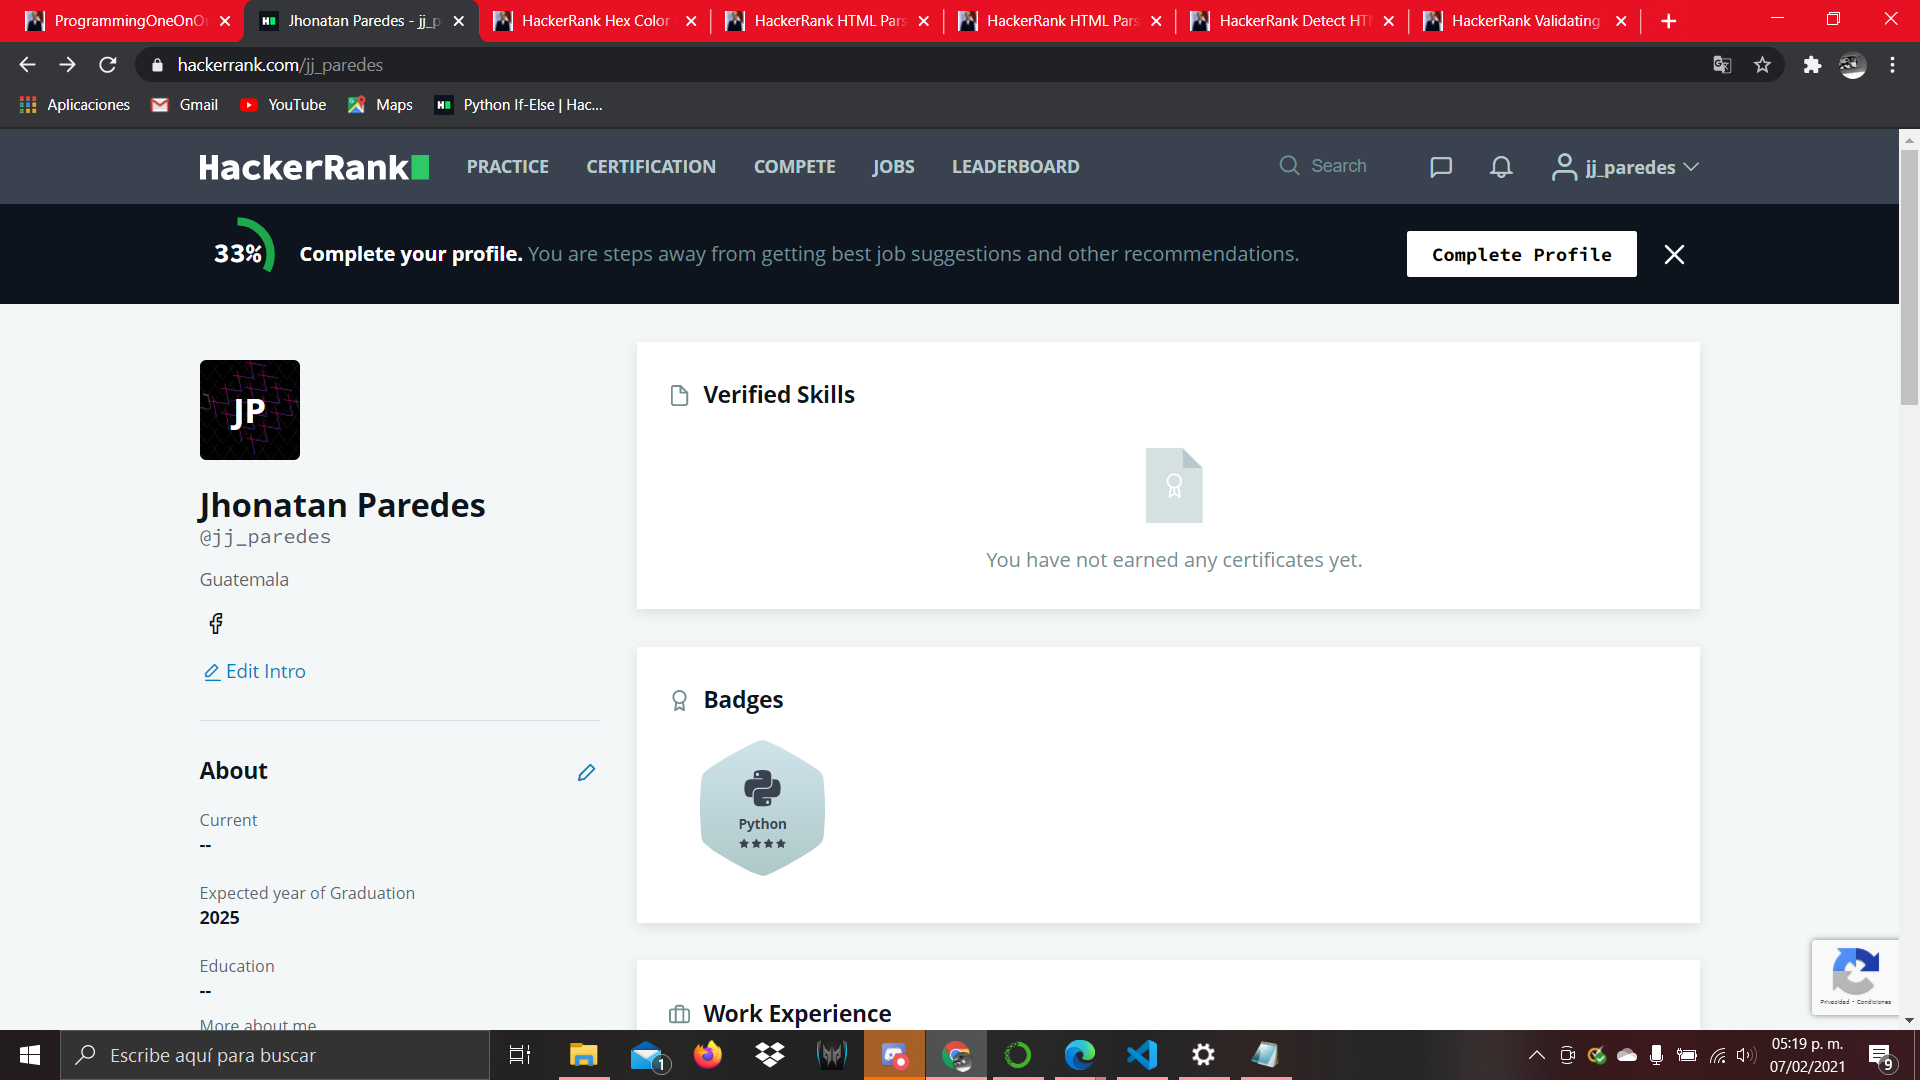 ProgrammingOneOnO
Jhonatan Paredes - jj_p
HackerRank Hex Color
HackerRank HTML Pars
HackerRank HTML Pars
HackerRank Detect HT
HackerRank Validating
hackerrank.com/jj_paredes
Aplicaciones
Gmail
YouTube
Maps
Python If-Else | Hac...
HackerRank
PRACTICE
CERTIFICATION
COMPETE
JOBS
LEADERBOARD
Search
jj_paredes
33%
Complete your profile. You are steps away from getting best job suggestions and other recommendations.
Complete Profile
JP
Jhonatan Paredes
@jj_paredes
Guatemala
Edit Intro
About
Current
--
Expected year of Graduation
2025
Education
--
More about me
Verified Skills
You have not earned any certificates yet.
Badges
Python
Work Experience
Privacidad - Condiciones
Escribe aquí para buscar
1
05:19 p. m.
07/02/2021
9